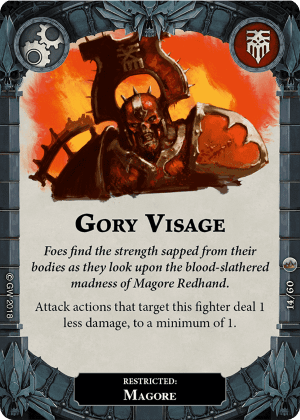 Gory Visage
Foes find the strength sapped from their
bodies as they look upon the blood-slathered
madness of Magore Redhand.
Attack actions that target this fighter deal 1
less damage, to a minimum of 1.
© GW 2018
14/60
RESTRICTED:
Magore